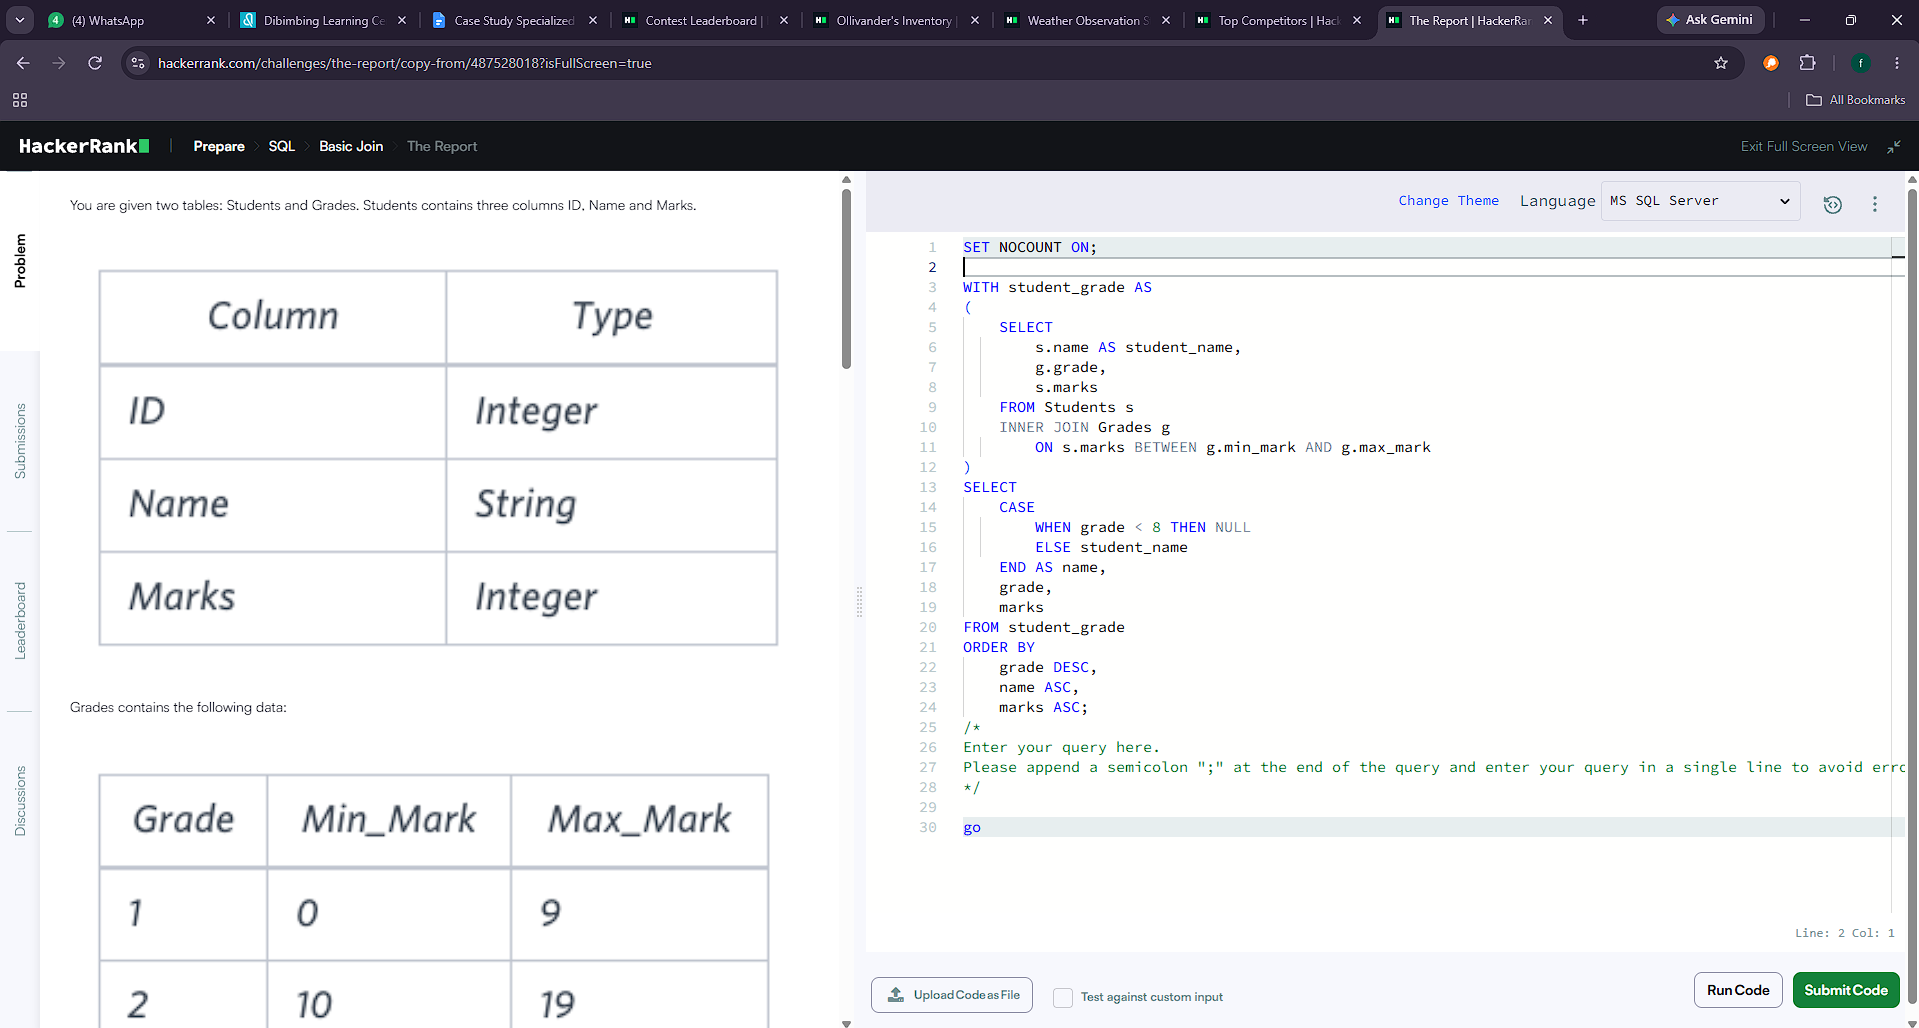 4
(4) WhatsApp
Dibimbing Learning Ce
Case Study Specialized
Contest Leaderboard |
Ollivander's Inventory
Weather Observation S
Top Competitors | Hack
The Report | HackerRan
Ask Gemini
hackerrank.com/challenges/the-report/copy-from/487528018?isFullScreen=true
f
All Bookmarks
HackerRank
Prepare
SQL
Basic Join
The Report
Exit Full Screen View
Problem
Submissions
Leaderboard
Discussions
You are given two tables: Students and Grades. Students contains three columns ID, Name and Marks.
Column Type
ID Integer
Name String
Marks Integer
Grades contains the following data:
Grade Min_Mark Max_Mark
1 0 9
2 10 19
Change Theme
Language
MS SQL Server
1 SET NOCOUNT ON;
2
3 WITH student_grade AS
4 (
5 SELECT
6 s.name AS student_name,
7 g.grade,
8 s.marks
9 FROM Students s
10 INNER JOIN Grades g
11 ON s.marks BETWEEN g.min_mark AND g.max_mark
12 )
13 SELECT
14 CASE
15 WHEN grade < 8 THEN NULL
16 ELSE student_name
17 END AS name,
18 grade,
19 marks
20 FROM student_grade
21 ORDER BY
22 grade DESC,
23 name ASC,
24 marks ASC;
25 /*
26 Enter your query here.
27 Please append a semicolon ";" at the end of the query and enter your query in a single line to avoid erro
28 */
29
30 go
Line: 2 Col: 1
Upload Code as File
Test against custom input
Run Code
Submit Code